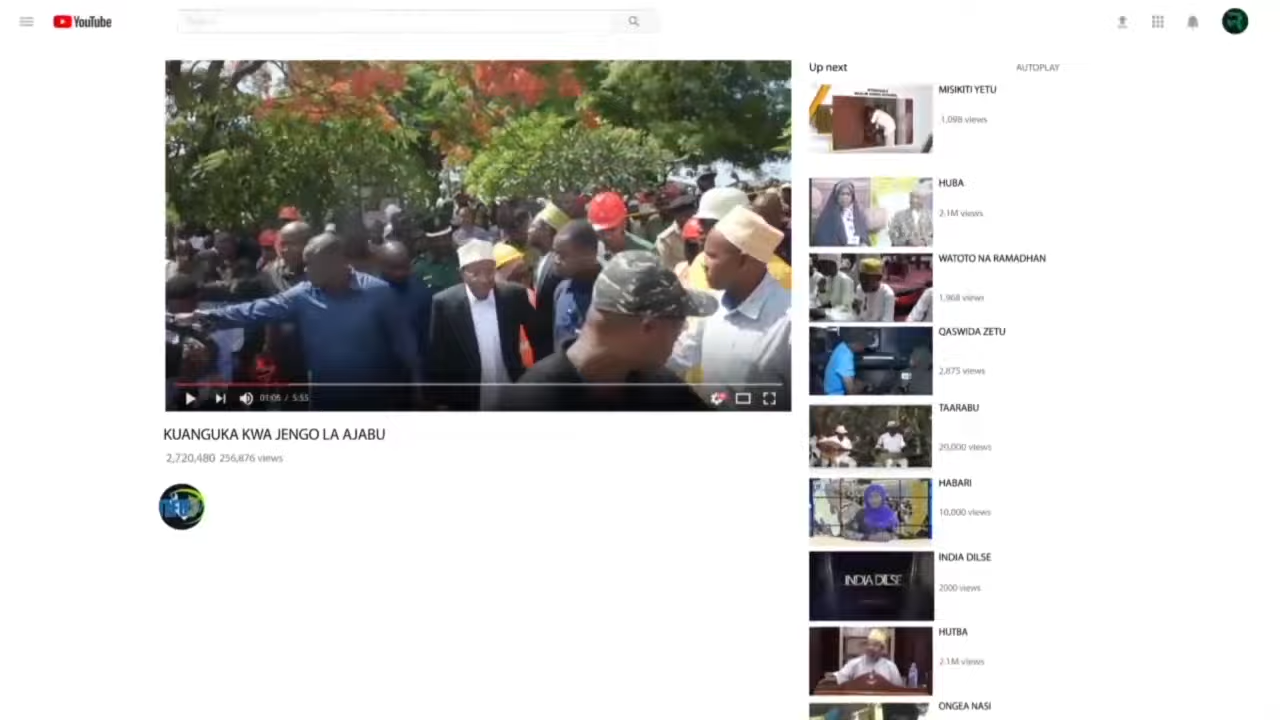 YouTube
KUANGUKA KWA JENGO LA AJABU
2,720,480 256,876 views
01:06 / 5:55
Up next
AUTOPLAY
MISIKITI YETU
1,098 views
HUBA
2.1M views
WATOTO NA RAMADHAN
1,968 views
QASWIDA ZETU
2,875 views
TAARABU
20,000 views
HABARI
10,000 views
INDIA DILSE
INDIA DILSE
2000 views
HUTBA
2.1M views
ONGEA NASI